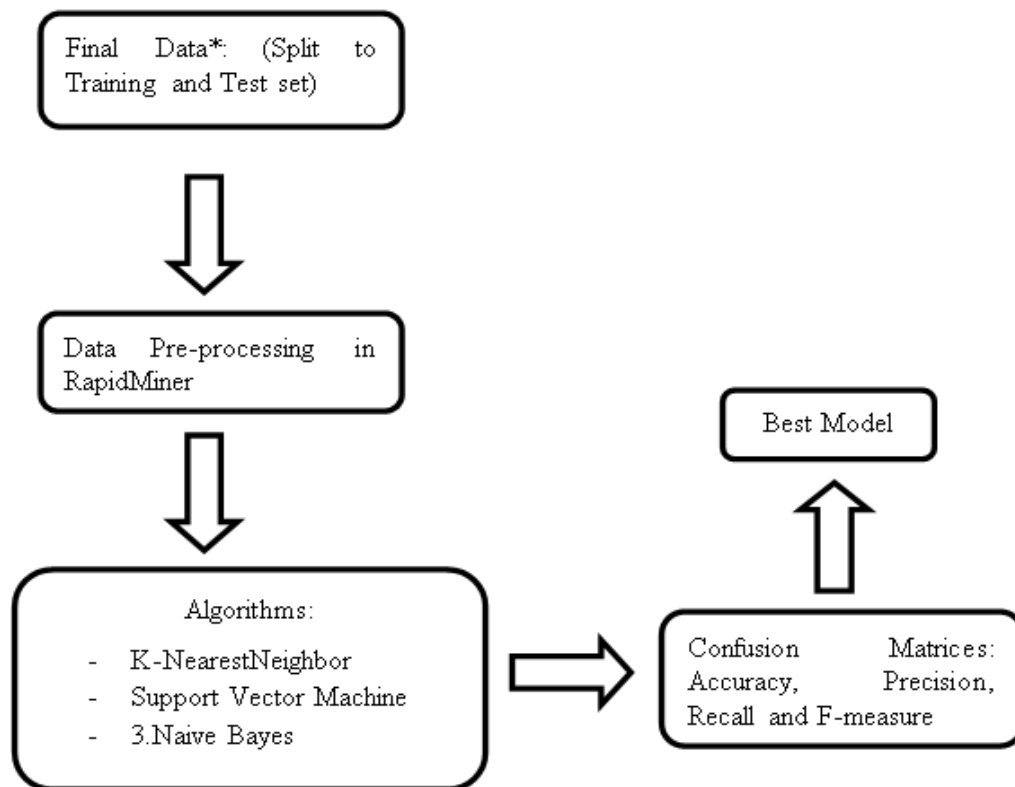 Final Data*: (Split to
Training and Test set)
Data Pre-processing in
RapidMiner
Algorithms:
- K-NearestNeighbor
- Support Vector Machine
- 3.Naive Bayes
Confusion Matrices:
Accuracy, Precision,
Recall and F-measure
Best Model